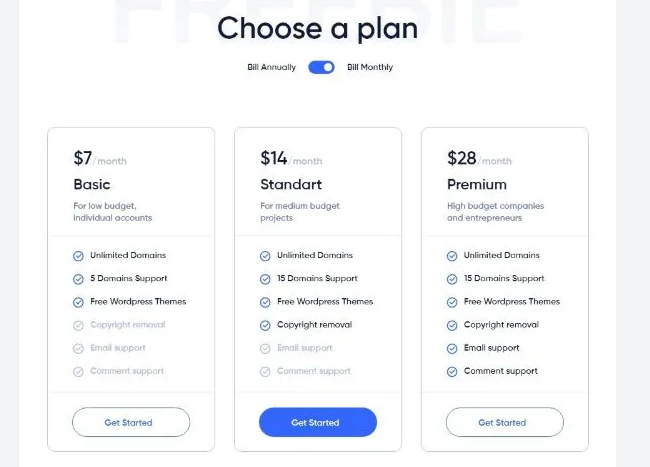 FREEBIE
Choose a plan
Bill Annually Bill Monthly
$7/month
Basic
For low budget,
individual accounts
Unlimited Domains
5 Domains Support
Free Wordpress Themes
Copyright removal
Email support
Comment support
Get Started
$14/month
Standart
For medium budget
projects
Unlimited Domains
15 Domains Support
Free Wordpress Themes
Copyright removal
Email support
Comment support
Get Started
$28/month
Premium
High budget companies
and entrepreneurs
Unlimited Domains
15 Domains Support
Free Wordpress Themes
Copyright removal
Email support
Comment support
Get Started